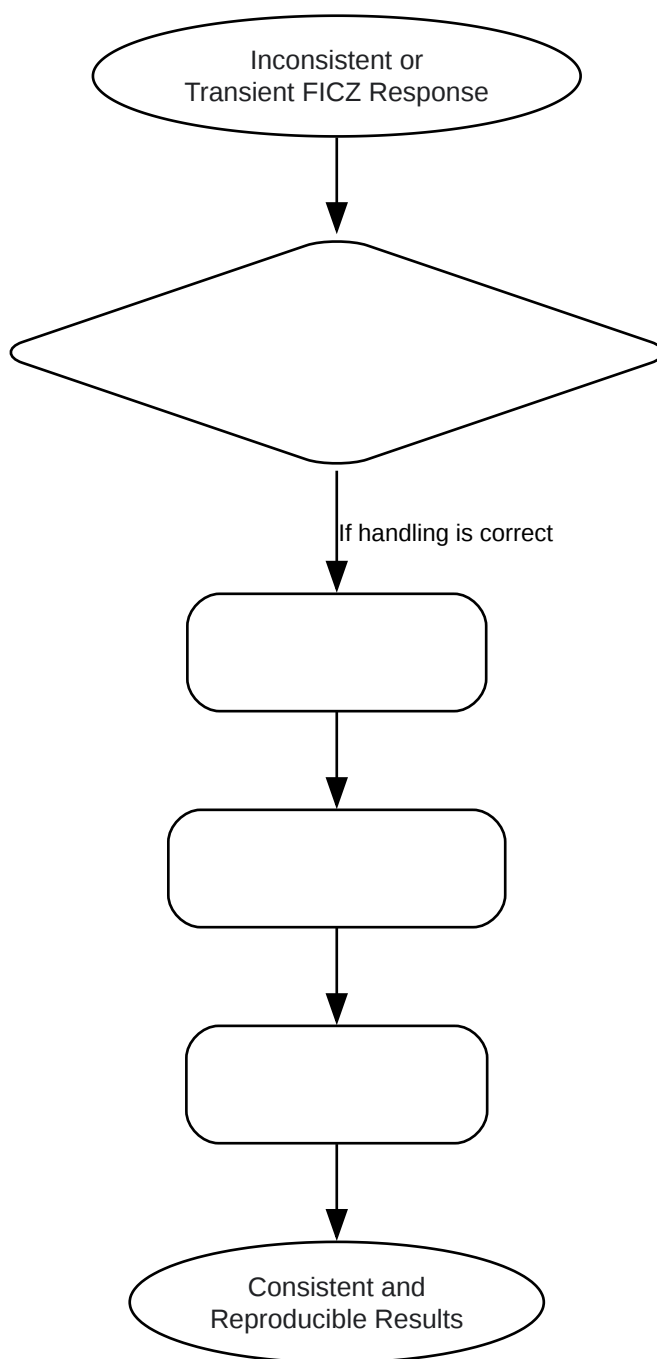 Inconsistent or
Transient FICZ Response
If handling is correct
Consistent and
Reproducible Results